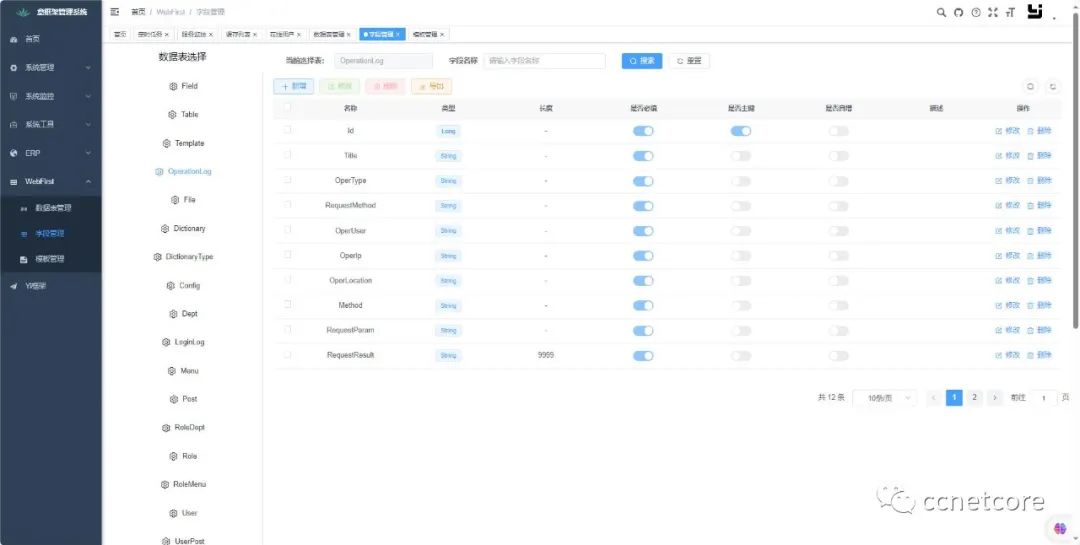 意框架管理系统
首页
系统管理
系统监控
系统工具
ERP
WebFirst
数据表管理
字段管理
模板管理
Yi框架
首页 / WebFirst / 字段管理
首页 定时任务 × 服务监控 × 缓存列表 × 在线用户 × 数据表管理 × 字段管理 × 模板管理 ×
数据表选择
Field
Table
Template
OperationLog
File
Dictionary
DictionaryType
Config
Dept
LoginLog
Menu
Post
RoleDept
Role
RoleMenu
User
UserPost
当前选择表: OperationLog 字段名称 请输入字段名称 搜索 重置
+ 新增 修改 删除 导出
名称 类型 长度 是否必填 是否主键 是否自增 描述 操作
Id Long - 修改 删除
Title String - 修改 删除
OperType String - 修改 删除
RequestMethod String - 修改 删除
OperUser String - 修改 删除
OperIp String - 修改 删除
OperLocation String - 修改 删除
Method String - 修改 删除
RequestParam String - 修改 删除
RequestResult String 9999 修改 删除
共 12 条 10条/页 < 1 2 > 前往 1 页
ccnetcore